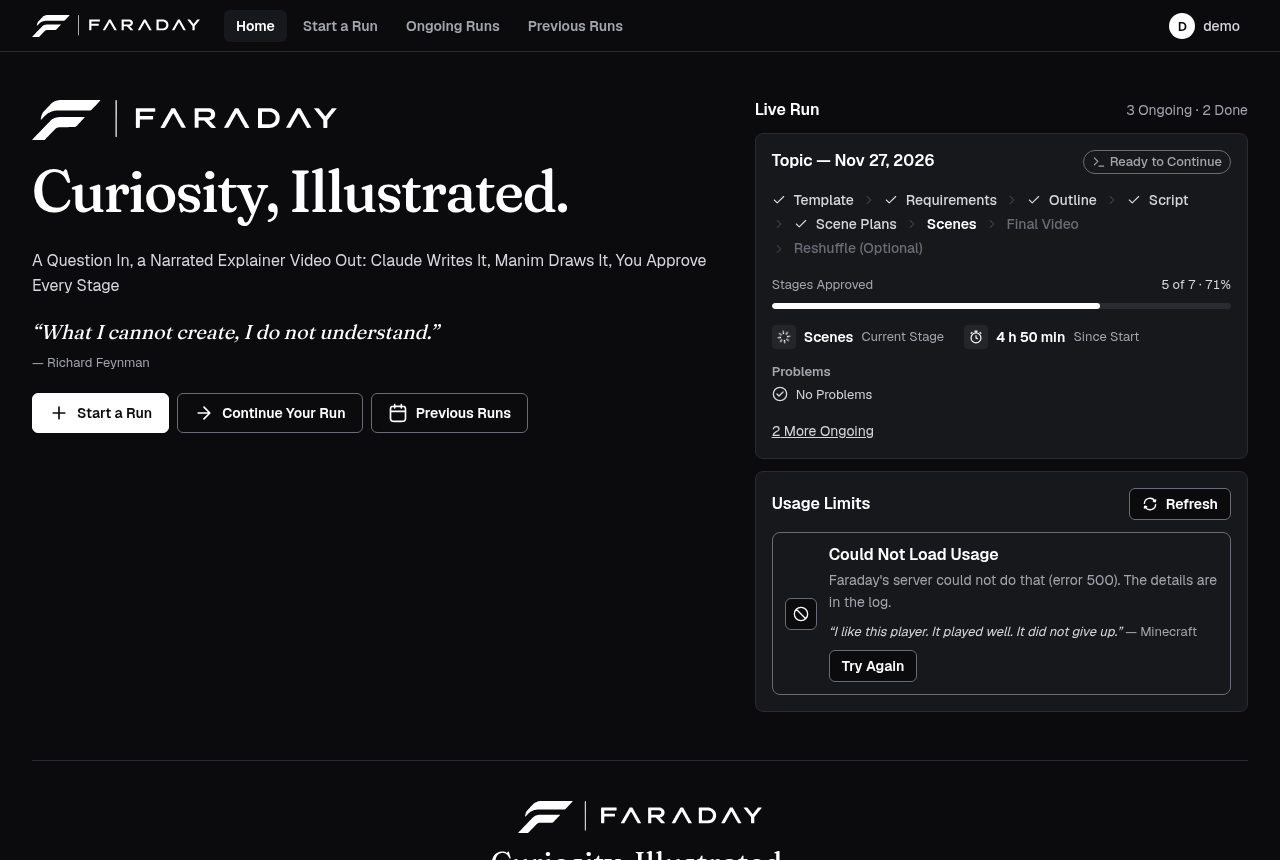 FARADAY
Home
Start a Run
Ongoing Runs
Previous Runs
D
demo
FARADAY
Curiosity, Illustrated.
A Question In, a Narrated Explainer Video Out: Claude Writes It, Manim Draws It, You Approve
Every Stage
“What I cannot create, I do not understand.”
— Richard Feynman
Start a Run
Continue Your Run
Previous Runs
Live Run
3 Ongoing · 2 Done
Topic — Nov 27, 2026
Ready to Continue
Template
Requirements
Outline
Script
Scene Plans
Scenes
Final Video
Reshuffle (Optional)
Stages Approved
5 of 7 · 71%
Scenes Current Stage
4 h 50 min Since Start
Problems
No Problems
2 More Ongoing
Usage Limits
Refresh
Could Not Load Usage
Faraday's server could not do that (error 500). The details are
in the log.
“I like this player. It played well. It did not give up.” — Minecraft
Try Again
FARADAY
Curiosity, Illustrated.